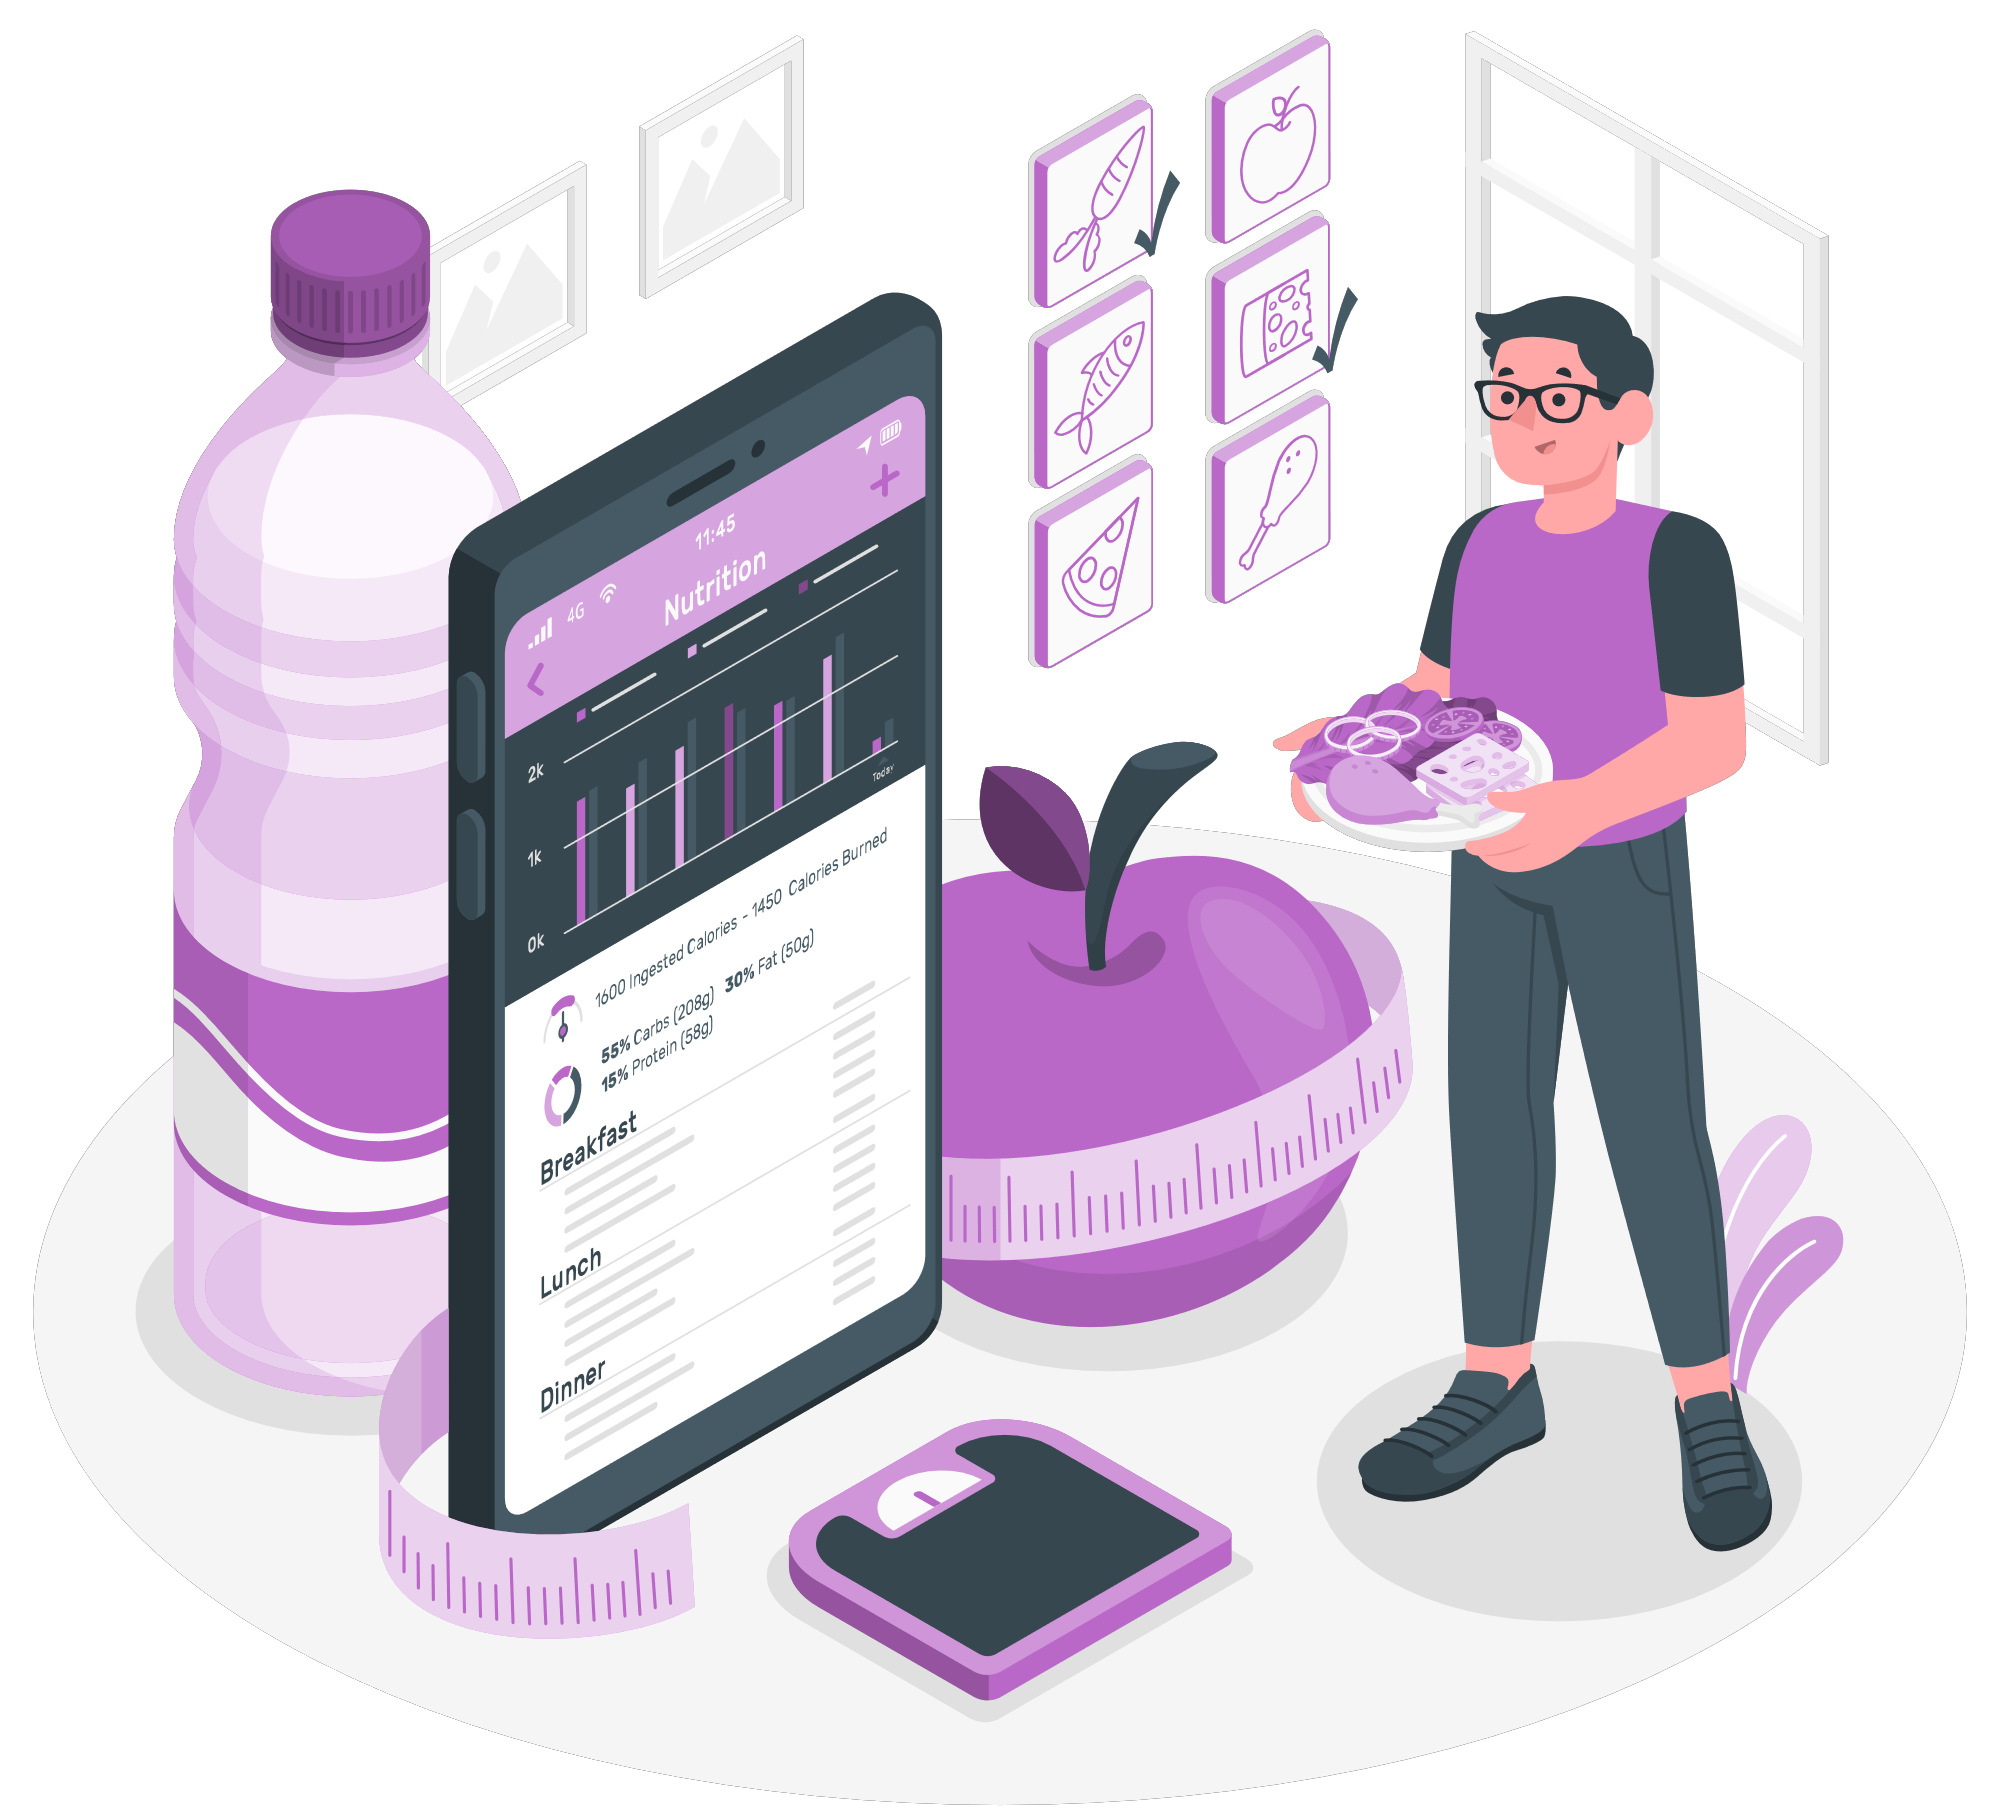 11:45
4G
Nutrition
2k
1k
0k
Today
1600 Ingested Calories - 1450 Calories Burned
55% Carbs (208g) 30% Fat (50g)
15% Protein (58g)
Breakfast
Lunch
Dinner